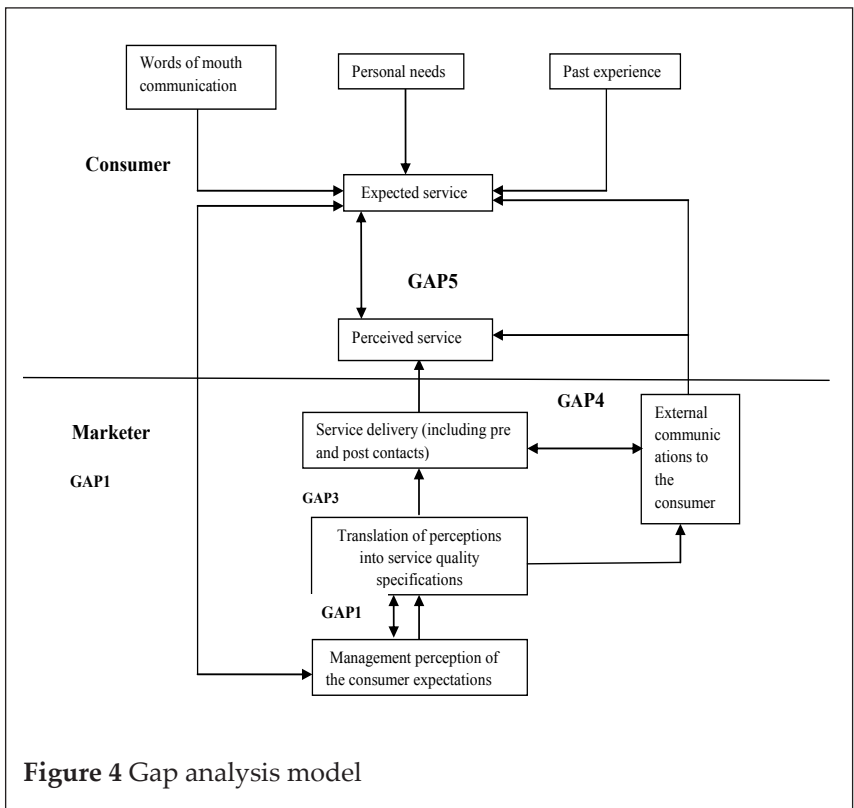 Words of mouth
communication
Personal needs
Past experience
Consumer
Expected service
GAP5
Perceived service
GAP4
Marketer
GAP1
Service delivery (including pre
and post contacts)
External
communic
ations to
the
consumer
GAP3
Translation of perceptions
into service quality
specifications
GAP1
Management perception of
the consumer expectations
Figure 4 Gap analysis model